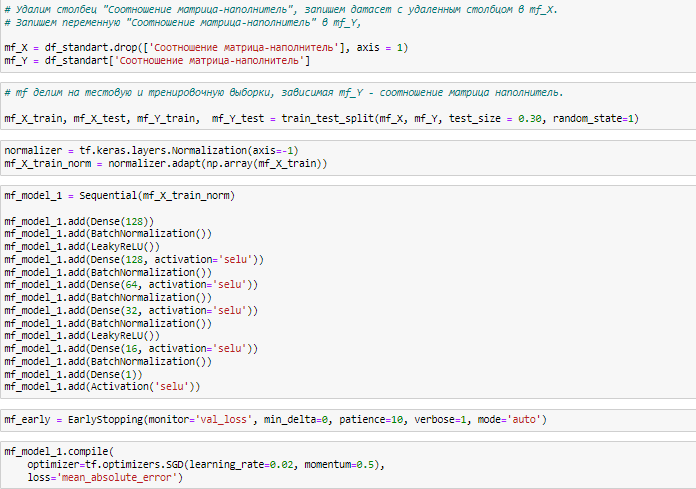 # Удалим столбец "Соотношение матрица-наполнитель", запишем датасет с удаленным столбцом в mf_X.
# Запишем переменную "Соотношение матрица-наполнитель" в mf_Y,
mf_X = df_standart.drop(['Соотношение матрица-наполнитель'], axis = 1)
mf_Y = df_standart['Соотношение матрица-наполнитель']
# mf делим на тестовую и тренировочную выборки, зависимая mf_Y - соотношение матрица наполнитель.
mf_X_train, mf_X_test, mf_Y_train,  mf_Y_test = train_test_split(mf_X, mf_Y, test_size = 0.30, random_state=1)
normalizer = tf.keras.layers.Normalization(axis=-1)
mf_X_train_norm = normalizer.adapt(np.array(mf_X_train))
mf_model_1 = Sequential(mf_X_train_norm)
mf_model_1.add(Dense(128))
mf_model_1.add(BatchNormalization())
mf_model_1.add(LeakyReLU())
mf_model_1.add(Dense(128, activation='selu'))
mf_model_1.add(BatchNormalization())
mf_model_1.add(Dense(64, activation='selu'))
mf_model_1.add(BatchNormalization())
mf_model_1.add(Dense(32, activation='selu'))
mf_model_1.add(BatchNormalization())
mf_model_1.add(LeakyReLU())
mf_model_1.add(Dense(16, activation='selu'))
mf_model_1.add(BatchNormalization())
mf_model_1.add(Dense(1))
mf_model_1.add(Activation('selu'))
mf_early = EarlyStopping(monitor='val_loss', min_delta=0, patience=10, verbose=1, mode='auto')
mf_model_1.compile(
    optimizer=tf.optimizers.SGD(learning_rate=0.02, momentum=0.5),
    loss='mean_absolute_error')